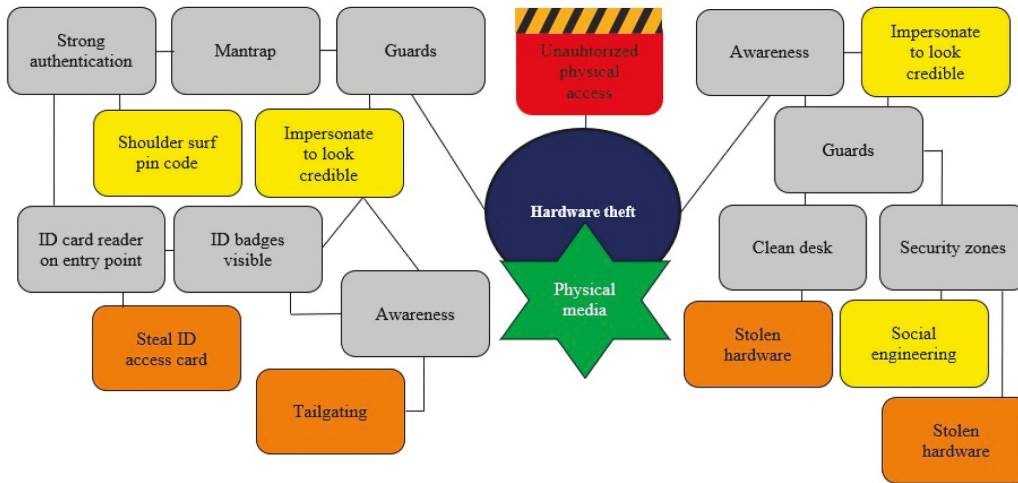 Strong
authentication
Mantrap
Guards
Unauhtorized
physical
access
Awareness
Impersonate
to look
credible
Shoulder surf
pin code
Impersonate
to look
credible
Guards
ID card reader
on entry point
ID badges
visible
Hardware theft
Clean desk
Security zones
Physical
media
Awareness
Steal ID
access card
Stolen
hardware
Social
engineering
Tailgating
Stolen
hardware